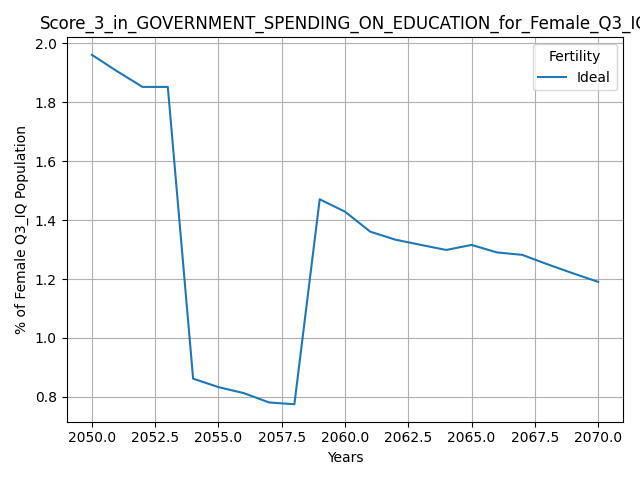 Score_3_in_GOVERNMENT_SPENDING_ON_EDUCATION_for_Female_Q3_IQ
Fertility
Ideal
% of Female Q3_IQ Population
2.0
1.8
1.6
1.4
1.2
1.0
0.8
2050.0 2052.5 2055.0 2057.5 2060.0 2062.5 2065.0 2067.5 2070.0
Years